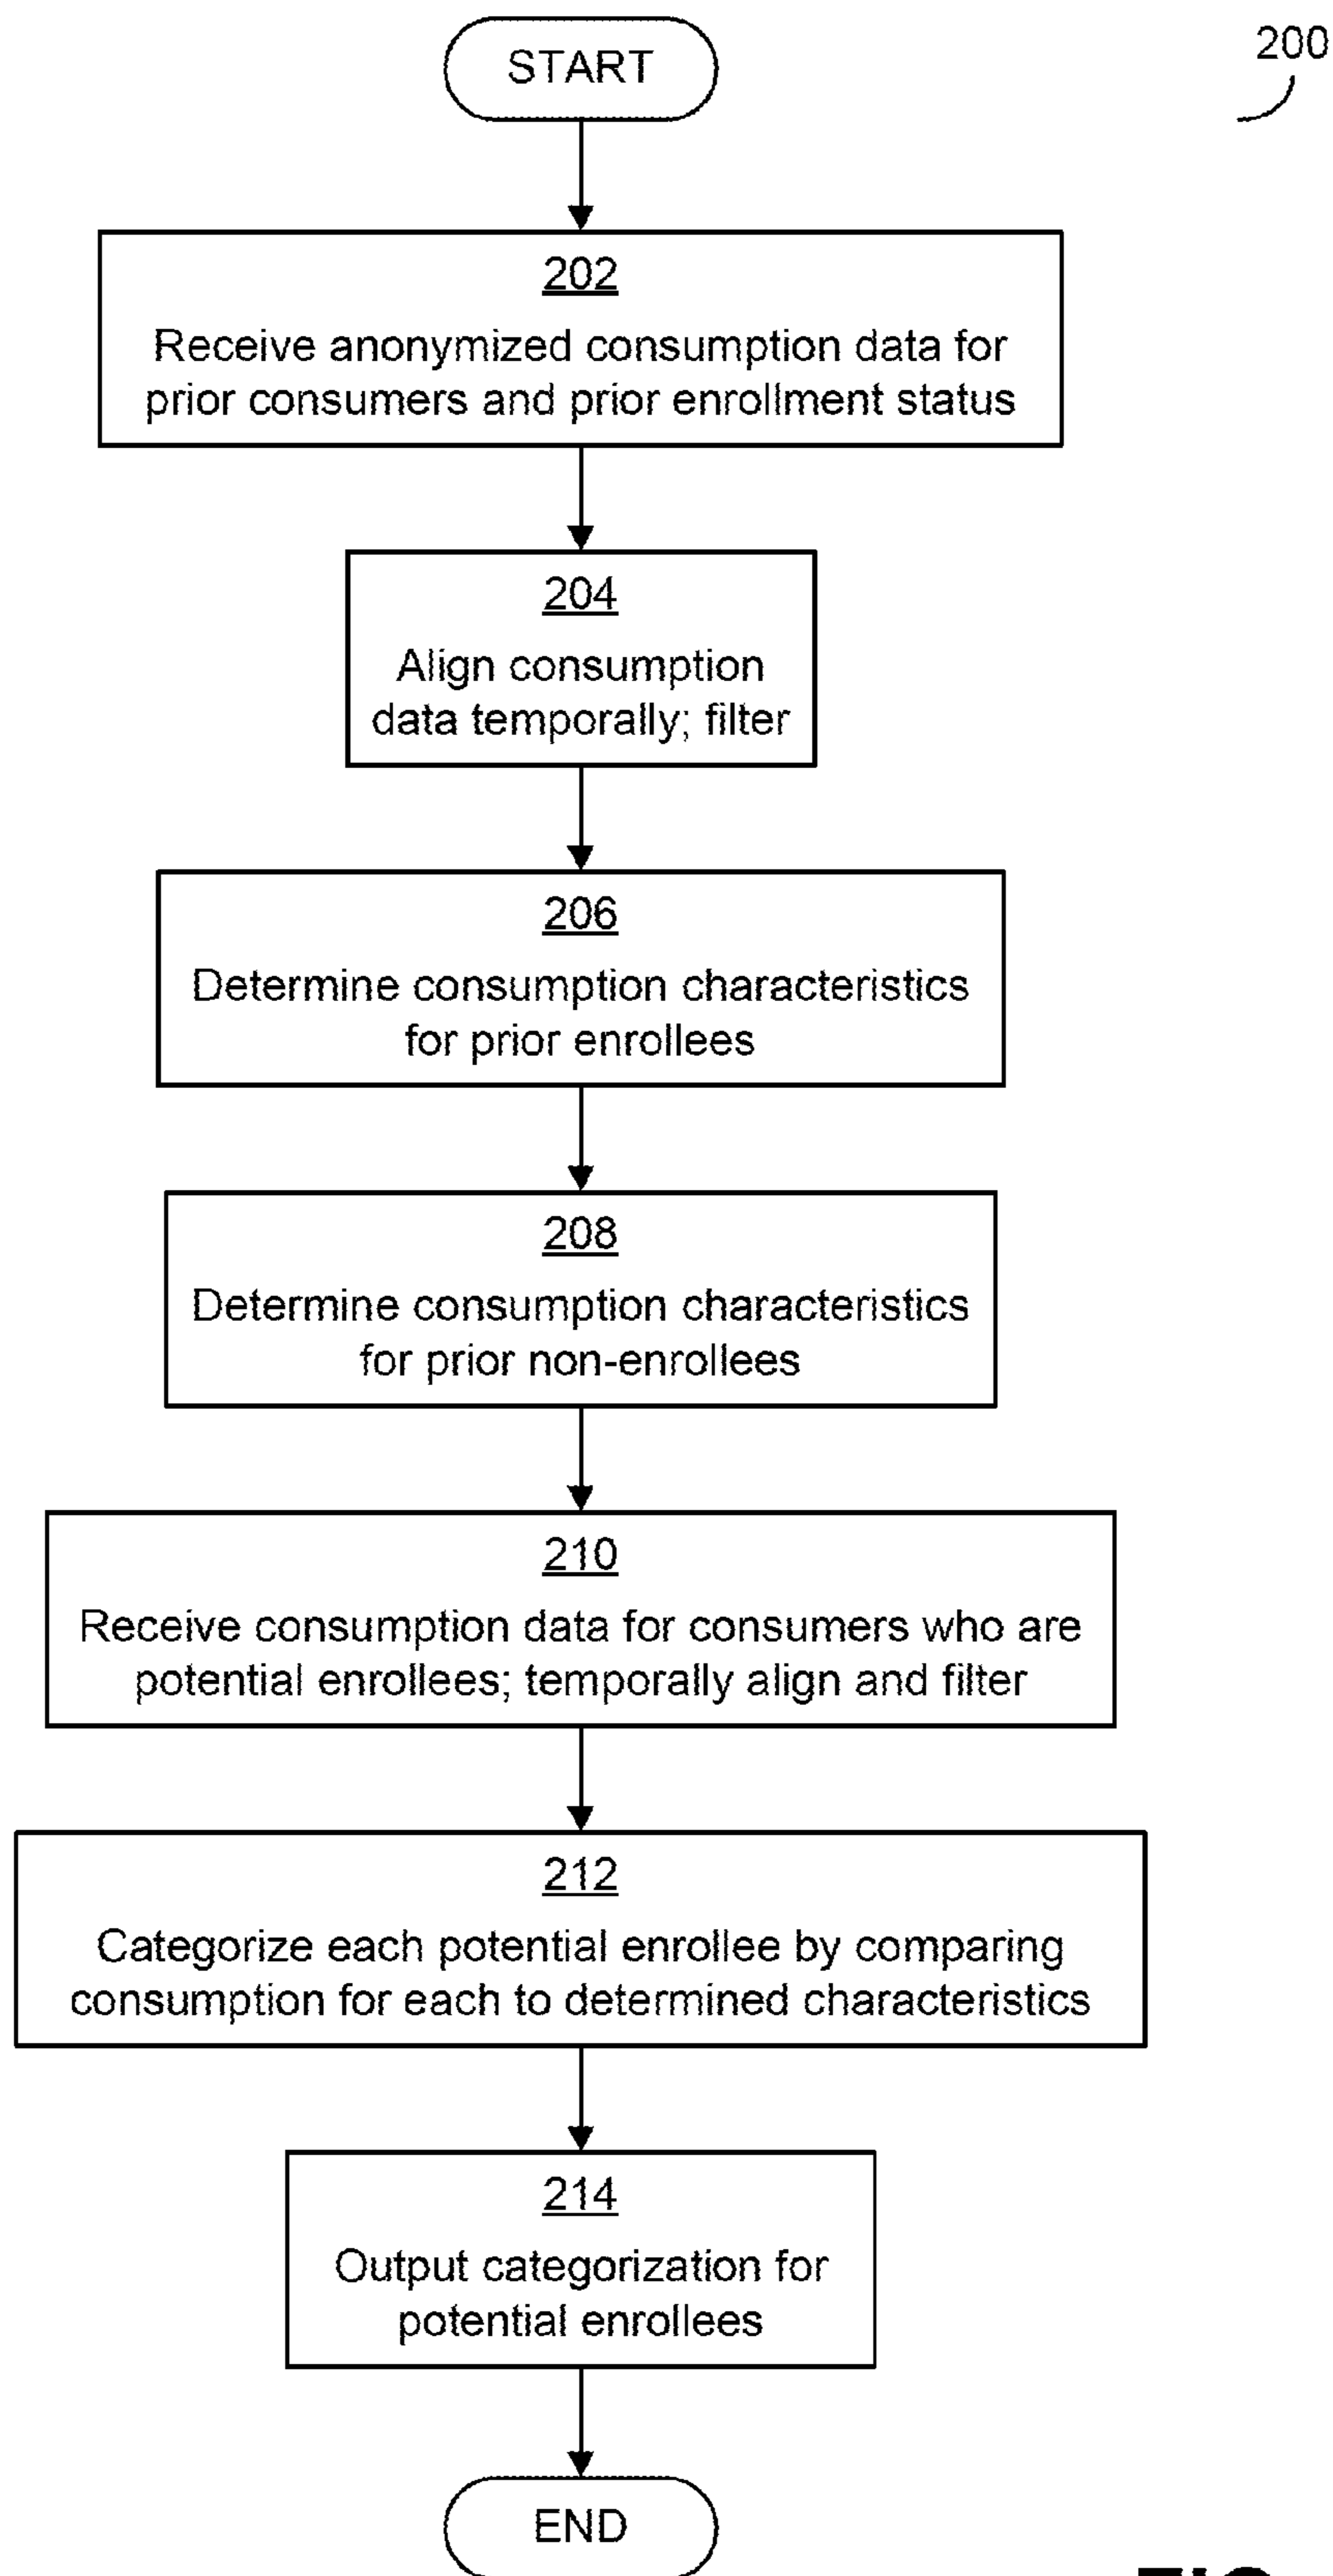 START
200
202
Receive anonymized consumption data for
prior consumers and prior enrollment status
204
Align consumption
data temporally; filter
206
Determine consumption characteristics
for prior enrollees
208
Determine consumption characteristics
for prior non-enrollees
210
Receive consumption data for consumers who are
potential enrollees; temporally align and filter
212
Categorize each potential enrollee by comparing
consumption for each to determined characteristics
214
Output categorization for
potential enrollees
END